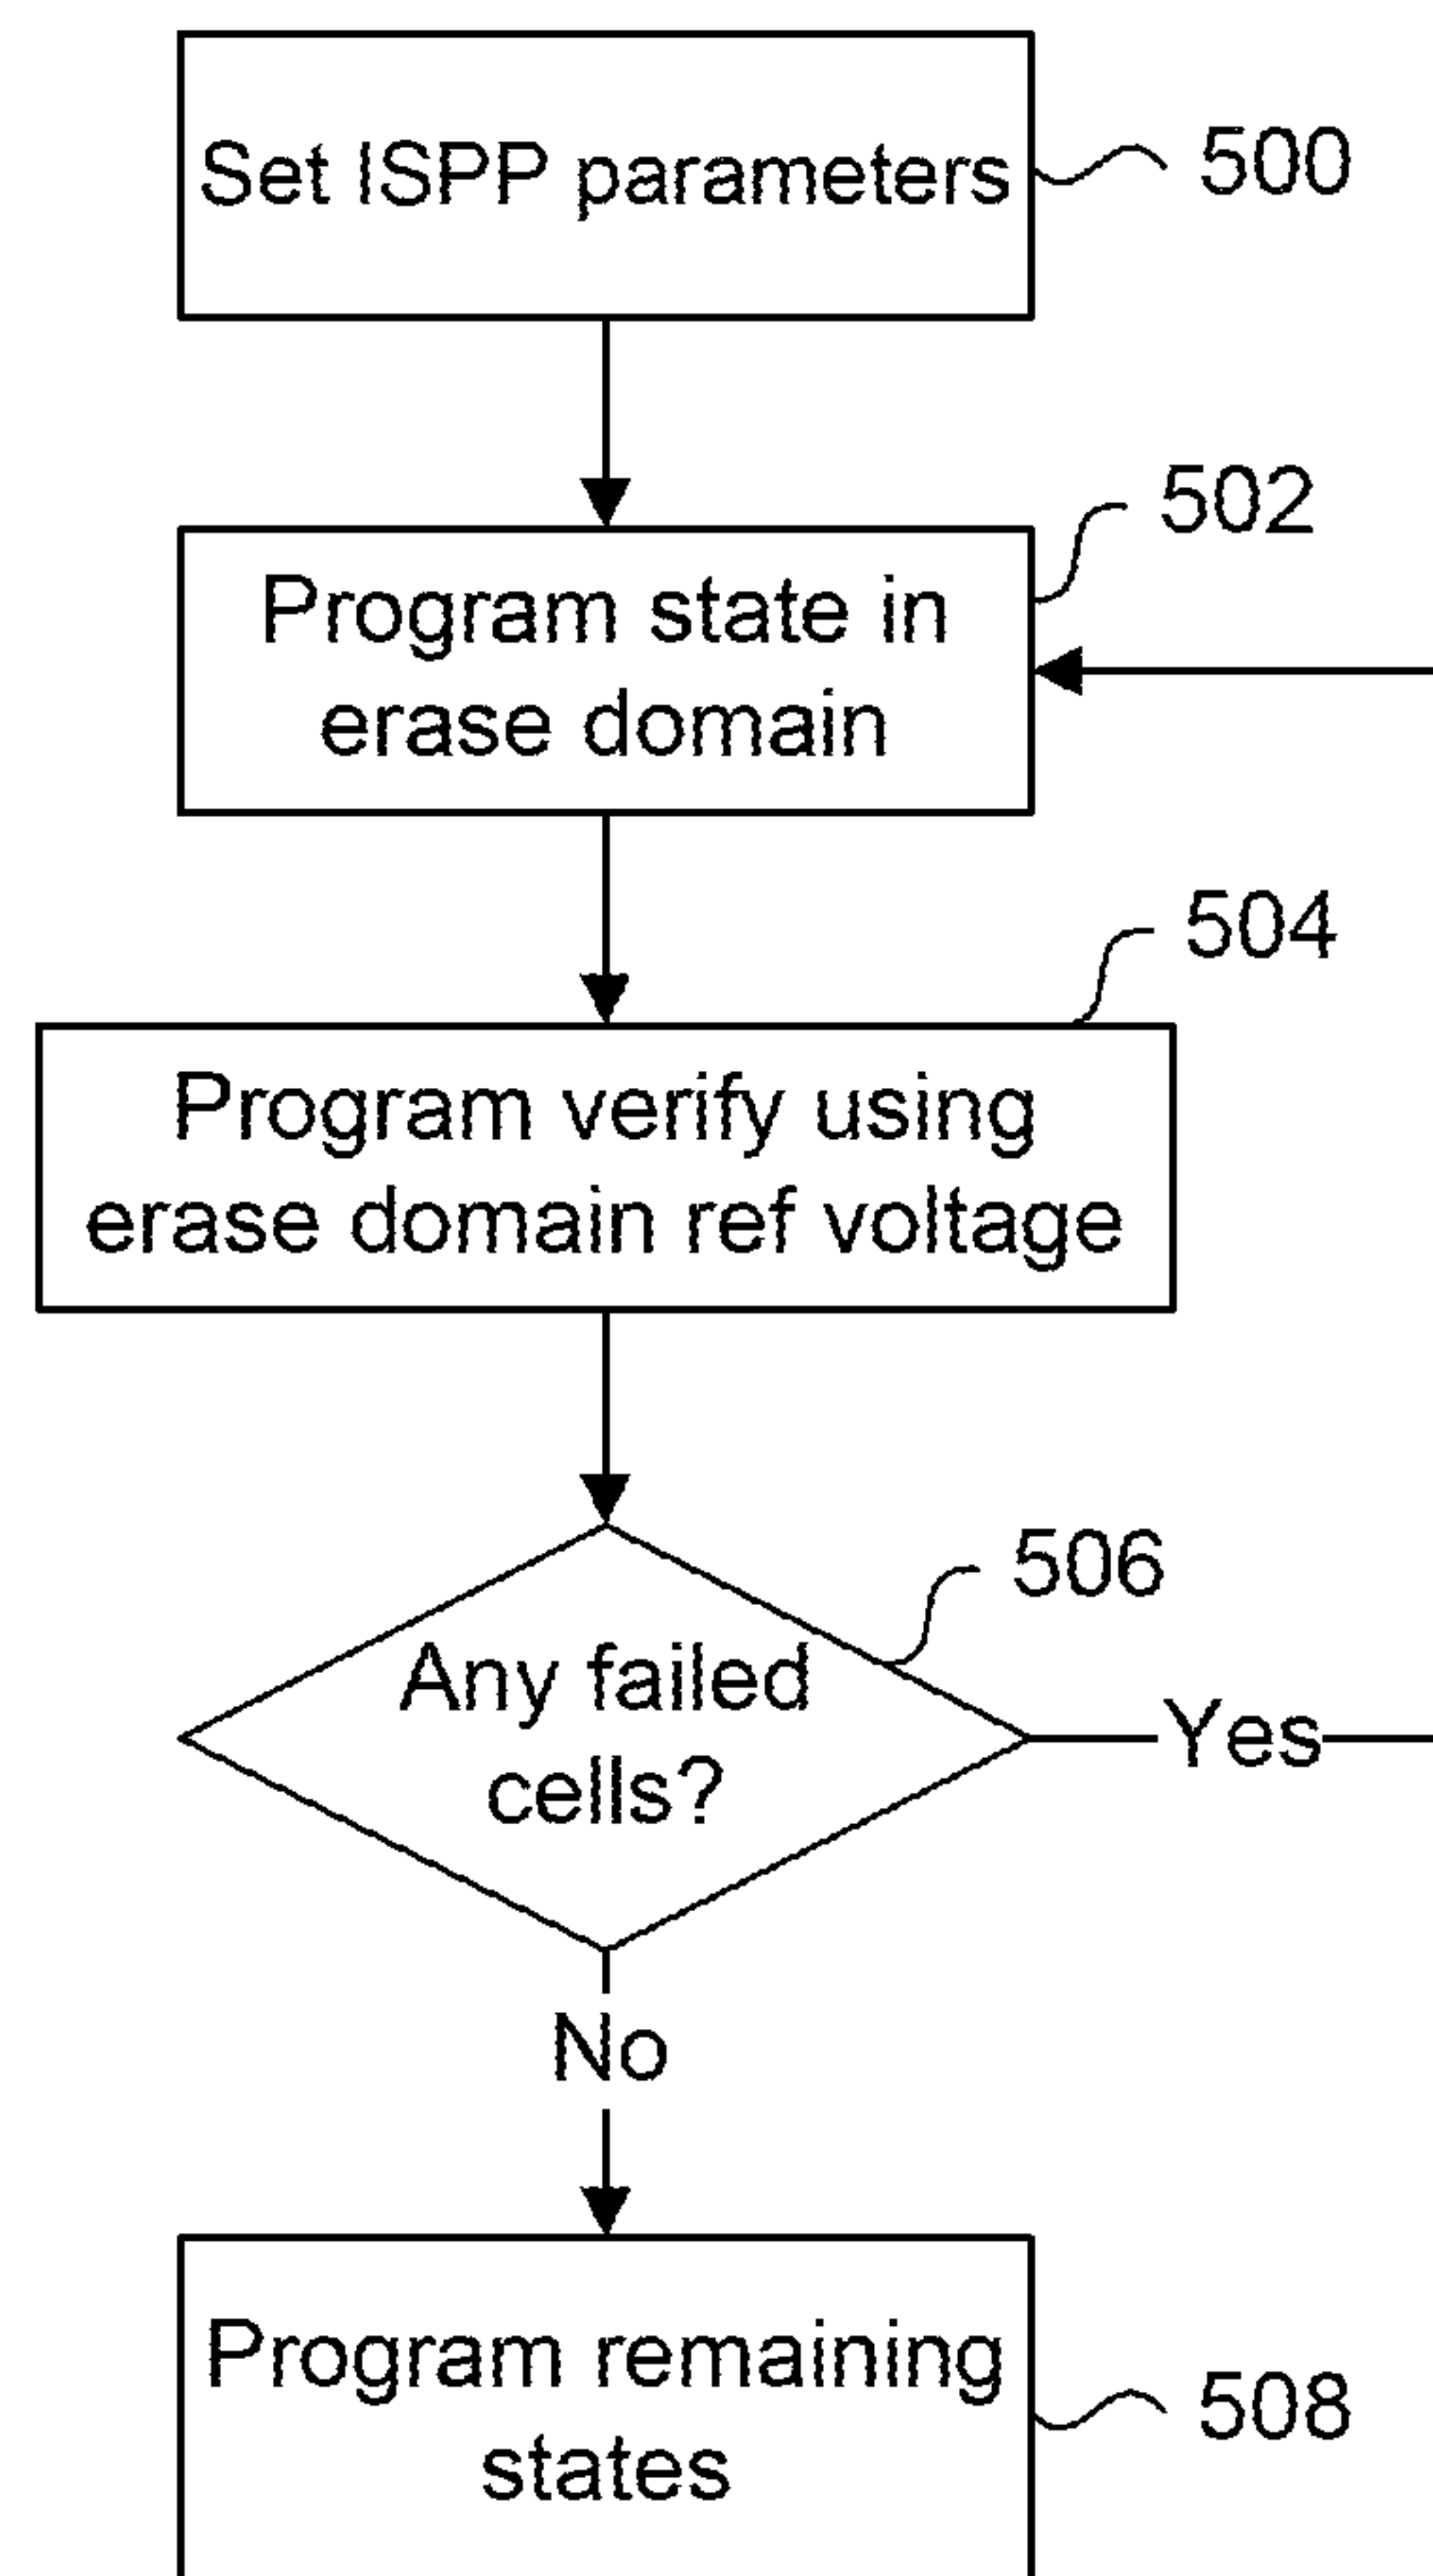 Set ISPP parameters
500
502
Program state in
erase domain
504
Program verify using
erase domain ref voltage
506
Any failed
cells?
Yes
No
Program remaining
states
508